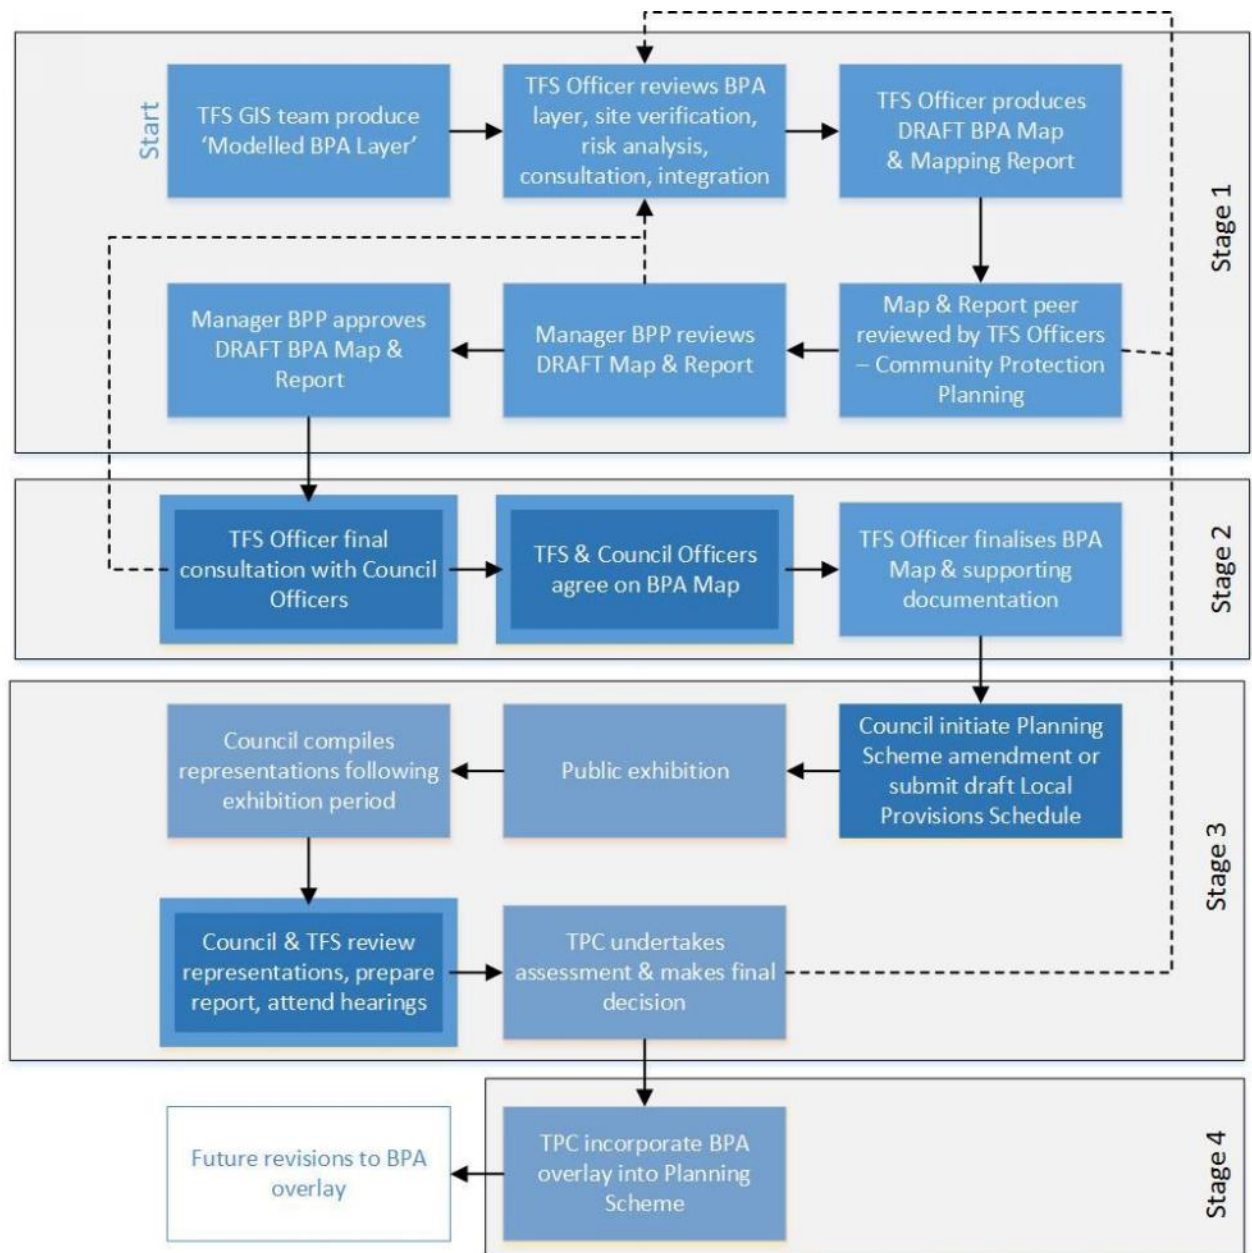 Start
TFS GIS team produce
‘Modelled BPA Layer’
TFS Officer reviews BPA
layer, site verification,
risk analysis,
consultation, integration
TFS Officer produces
DRAFT BPA Map
& Mapping Report
Stage 1
Manager BPP approves
DRAFT BPA Map &
Report
Manager BPP reviews
DRAFT Map & Report
Map & Report peer
reviewed by TFS Officers
– Community Protection
Planning
TFS Officer final
consultation with Council
Officers
TFS & Council Officers
agree on BPA Map
TFS Officer finalises BPA
Map & supporting
documentation
Stage 2
Council compiles
representations following
exhibition period
Public exhibition
Council initiate Planning
Scheme amendment or
submit draft Local
Provisions Schedule
Stage 3
Council & TFS review
representations, prepare
report, attend hearings
TPC undertakes
assessment & makes final
decision
Future revisions to BPA
overlay
TPC incorporate BPA
overlay into Planning
Scheme
Stage 4